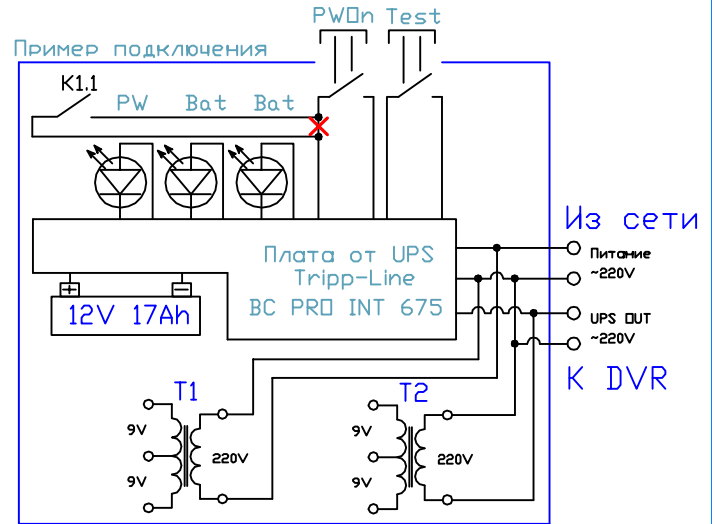 PWOn Test
Пример подключения
K1.1
PW Bat Bat
Из сети
Питание
~220V
Плата от UPS
Tripp-Line
BC PRO INT 675
+ −
12V 17Ah
UPS OUT
~220V
К DVR
T1 T2
9V 9V
220V 220V
9V 9V